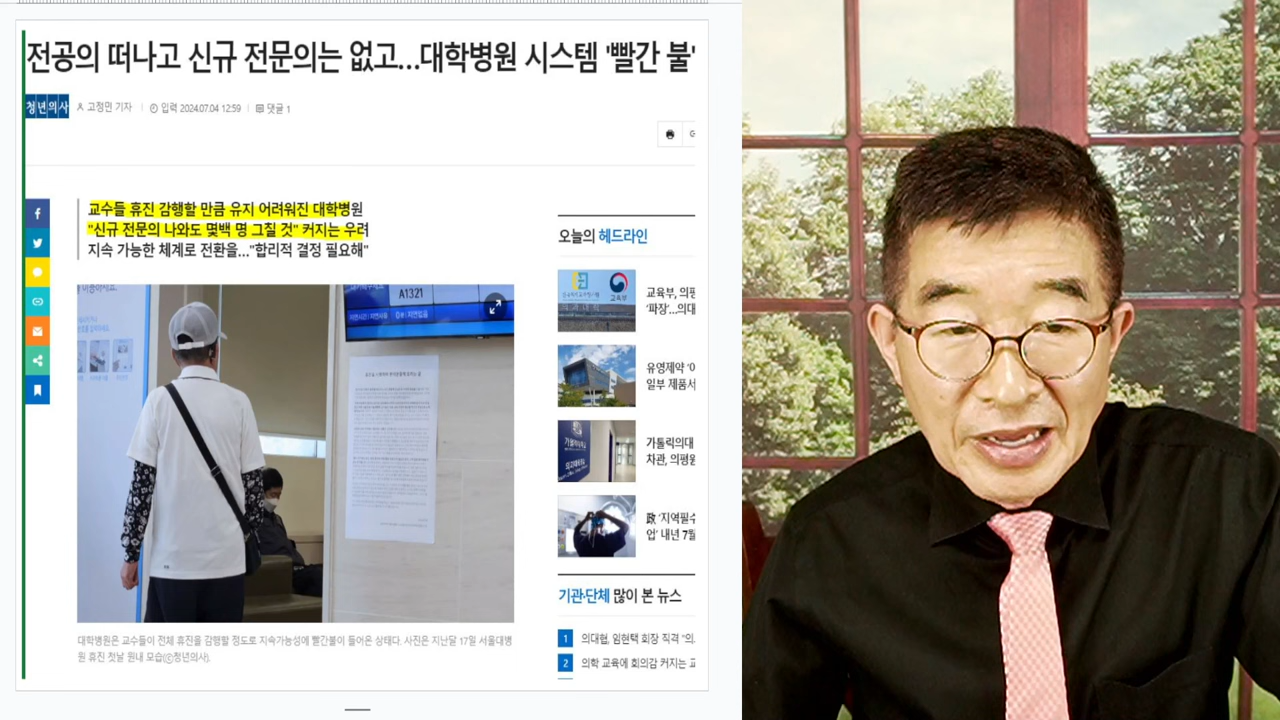 전공의 떠나고 신규 전문의는 없고...대학병원 시스템 '빨간 불'
청년의사 고정민 기자 입력 2024.07.04 12:59 댓글 1
교수들 휴진 감행할 만큼 유지 어려워진 대학병원
"신규 전문의 나와도 몇백 명 그칠 것" 커지는 우려
지속 가능한 체계로 전환을..."합리적 결정 필요해"
A1321
대학병원은 교수들이 전체 휴진을 감행할 정도로 지속가능성에 빨간불이 들어온 상태다. 사진은 지난달 17일 서울대병
원 휴진 첫날 원내 모습(ⓒ청년의사).
오늘의 헤드라인
교육부
교육부, 의평
'파장'...의대
유영제약
일부 제품
가톨릭의대
차관, 의평원
政 '지역필수
업' 내년 7월
기관·단체 많이 본 뉴스
1 의대협, 임현택 회장 직격
2 의학 교육에 회의감 커지는